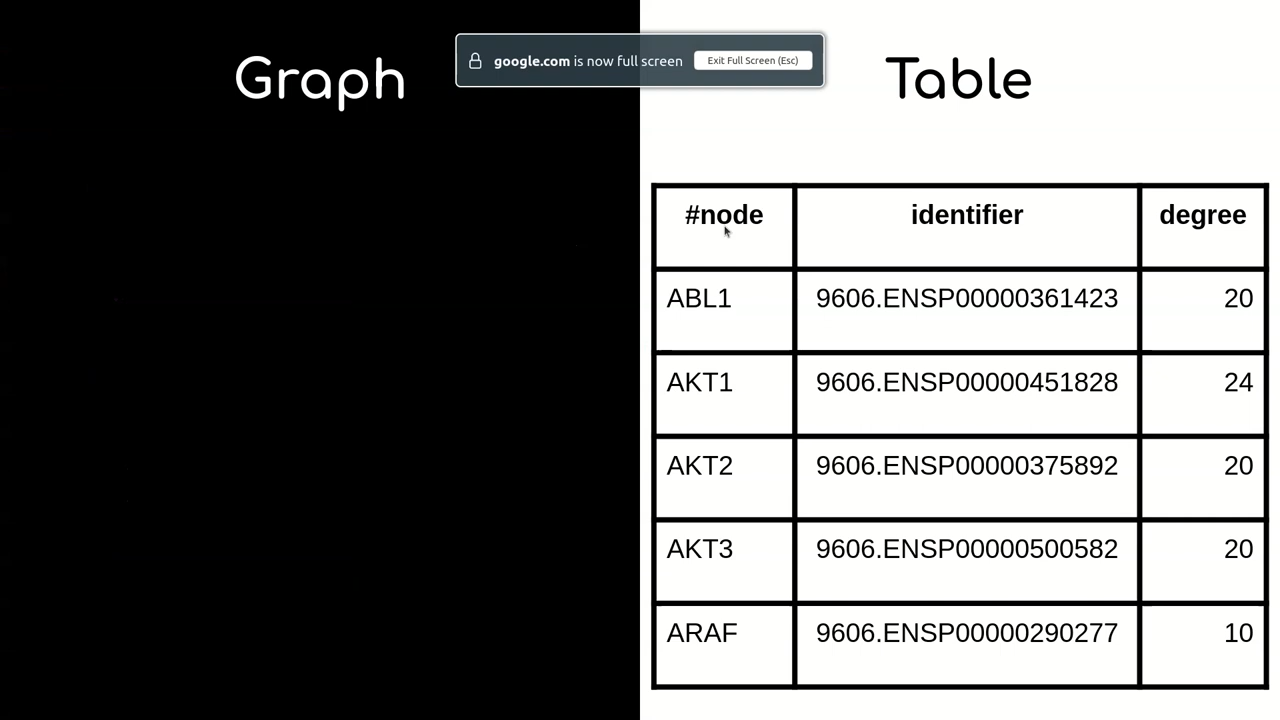 Graph
google.com is now full screen Exit Full Screen (Esc)
Table
#node identifier degree
ABL1 9606.ENSP00000361423 20
AKT1 9606.ENSP00000451828 24
AKT2 9606.ENSP00000375892 20
AKT3 9606.ENSP00000500582 20
ARAF 9606.ENSP00000290277 10